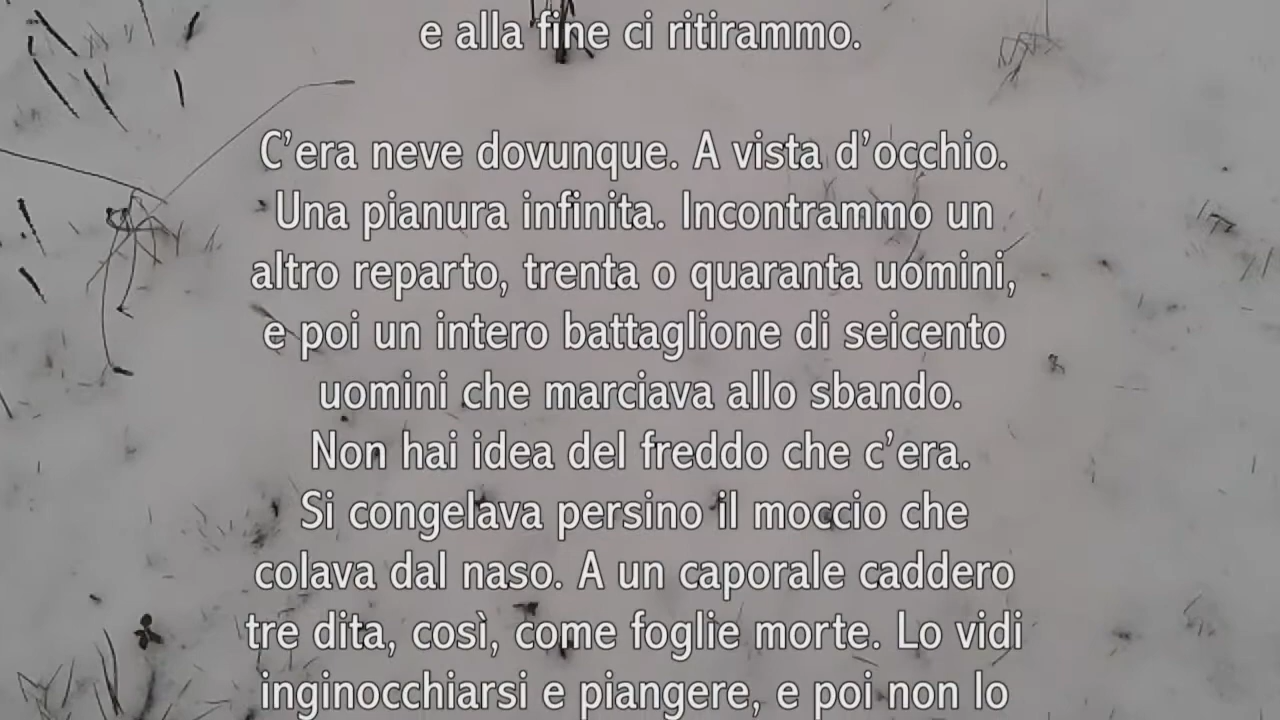 e alla fine ci ritirammo.
C’era neve dovunque. A vista d’occhio.
Una pianura infinita. Incontrammo un
altro reparto, trenta o quaranta uomini,
e poi un intero battaglione di seicento
uomini che marciava allo sbando.
Non hai idea del freddo che c’era.
Si congelava persino il moccio che
colava dal naso. A un caporale caddero
tre dita, così, come foglie morte. Lo vidi
inginocchiarsi e piangere, e poi non lo